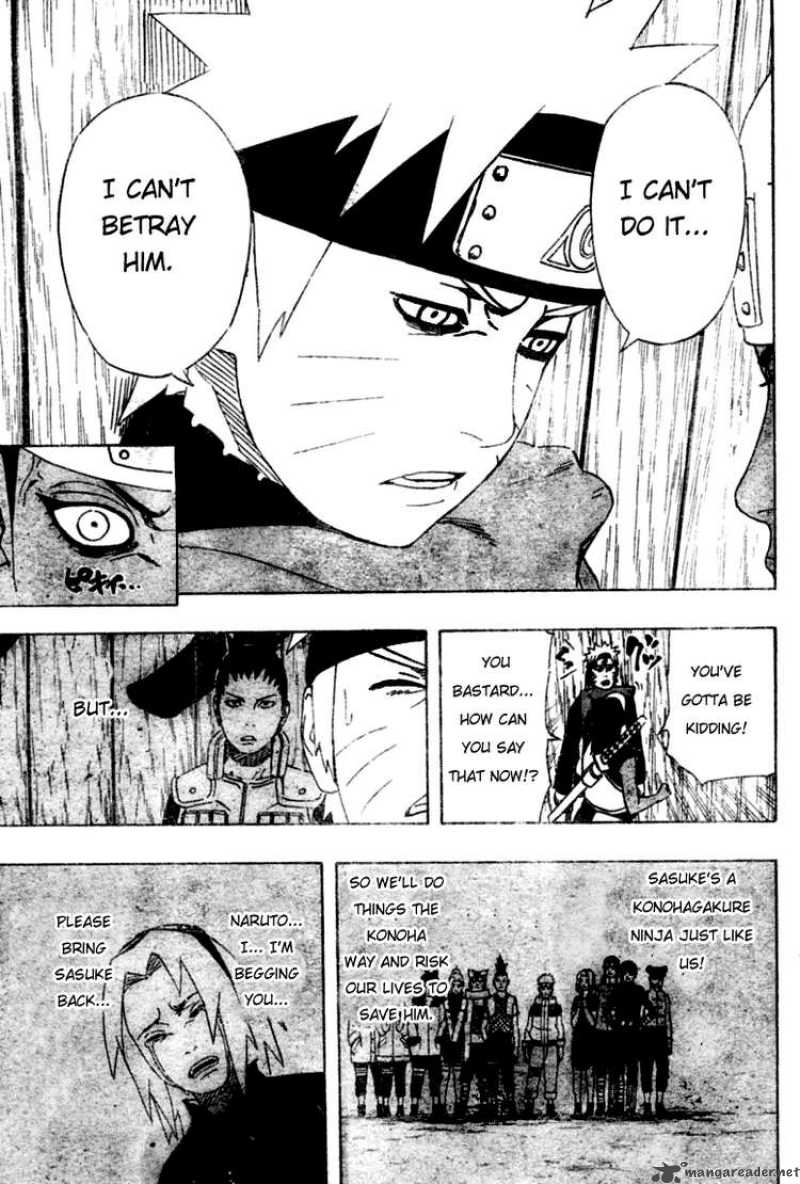 I CAN'T
DO IT...
I CAN'T
BETRAY
HIM.
YOU'VE
GOTTA BE
KIDDING!
YOU
BASTARD...
HOW CAN
YOU SAY
THAT NOW!?
BUT...
SASUKE'S A
KONOHAGAKURE
NINJA JUST LIKE
US!
SO WE'LL DO
THINGS THE
KONOHA
WAY AND RISK
OUR LIVES TO
SAVE HIM.
NARUTO...
I... I'M
BEGGING
YOU...
PLEASE
BRING
SASUKE
BACK...
mangareader.net